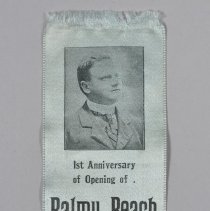 1st Anniversary
of Opening of .
Palmy Beach